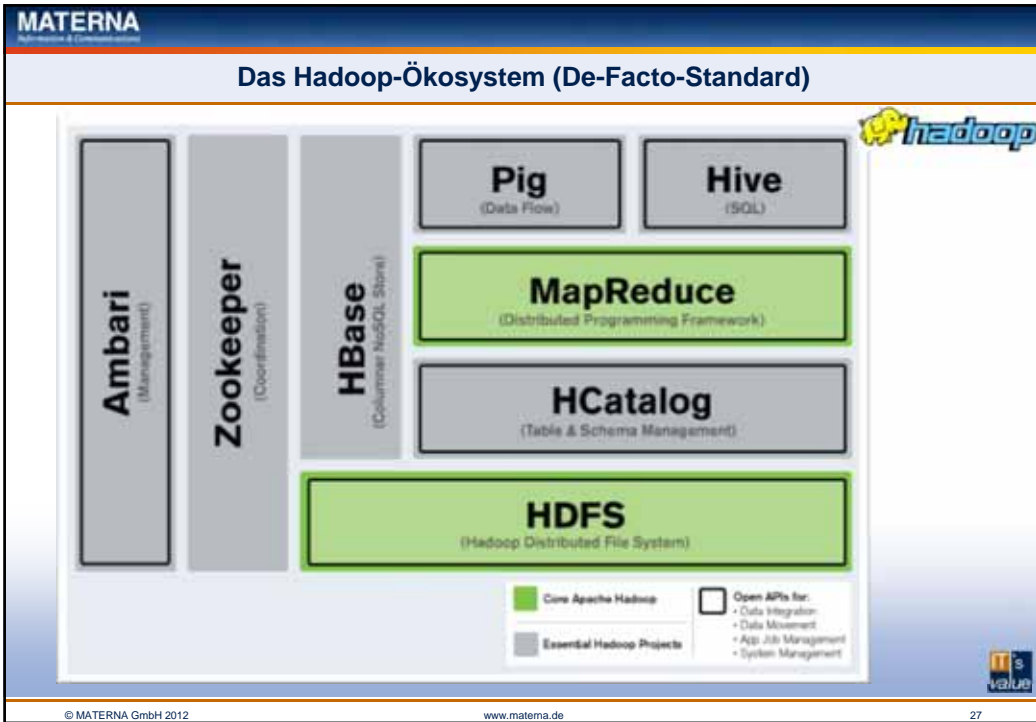 MATERNA
Information & Communications
Das Hadoop-Ökosystem (De-Facto-Standard)
hadoop
Ambari
(Management)
Zookeeper
(Coordination)
HBase
(Columnar NoSQL Store)
Pig
(Data Flow)
Hive
(SQL)
MapReduce
(Distributed Programming Framework)
HCatalog
(Table & Schema Management)
HDFS
(Hadoop Distributed File System)
Core Apache Hadoop
Essential Hadoop Projects
Open APIs for:
• Data Integration
• Data Movement
• App Job Management
• System Management
IT's
value
© MATERNA GmbH 2012
www.materna.de
27